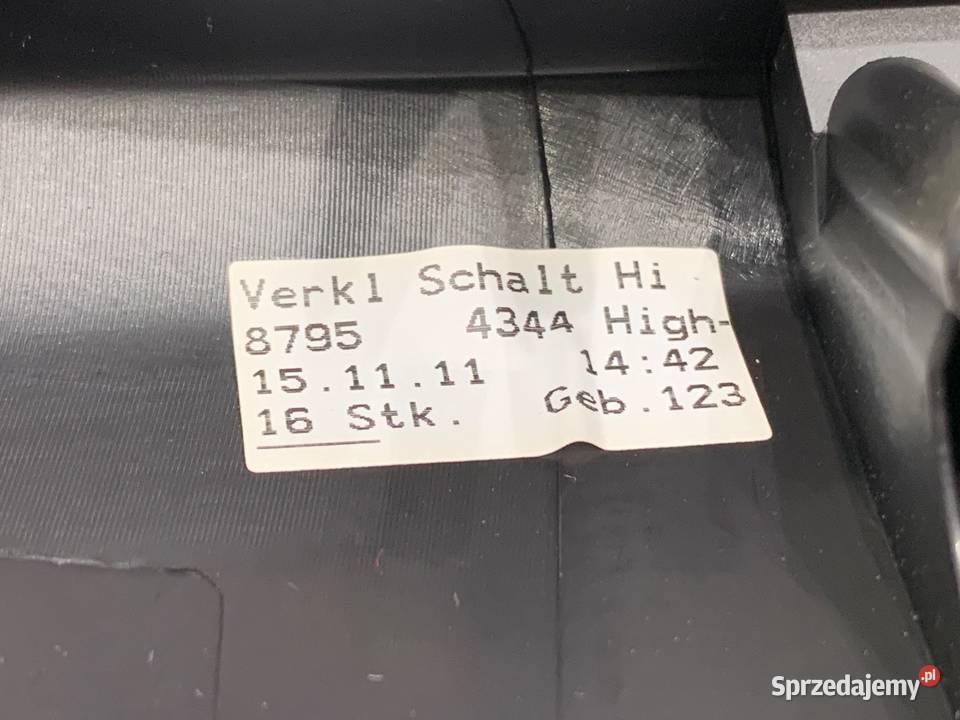 Verkl Schalt Hi
8795 4344 High-
15.11.11 14:42
16 Stk. Geb.123
Sprzedajemy.pl